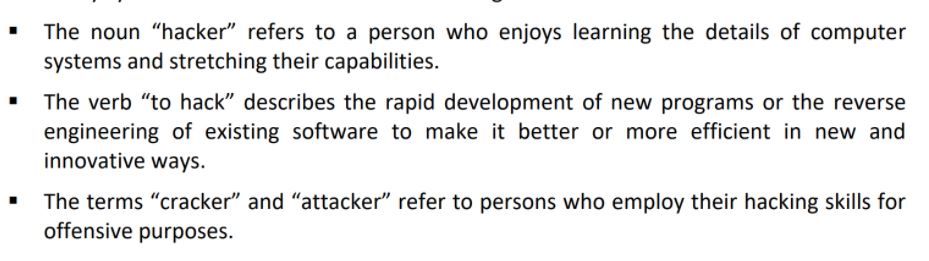 ▪ The noun “hacker” refers to a person who enjoys learning the details of computer
systems and stretching their capabilities.
▪ The verb “to hack” describes the rapid development of new programs or the reverse
engineering of existing software to make it better or more efficient in new and
innovative ways.
▪ The terms “cracker” and “attacker” refer to persons who employ their hacking skills for
offensive purposes.